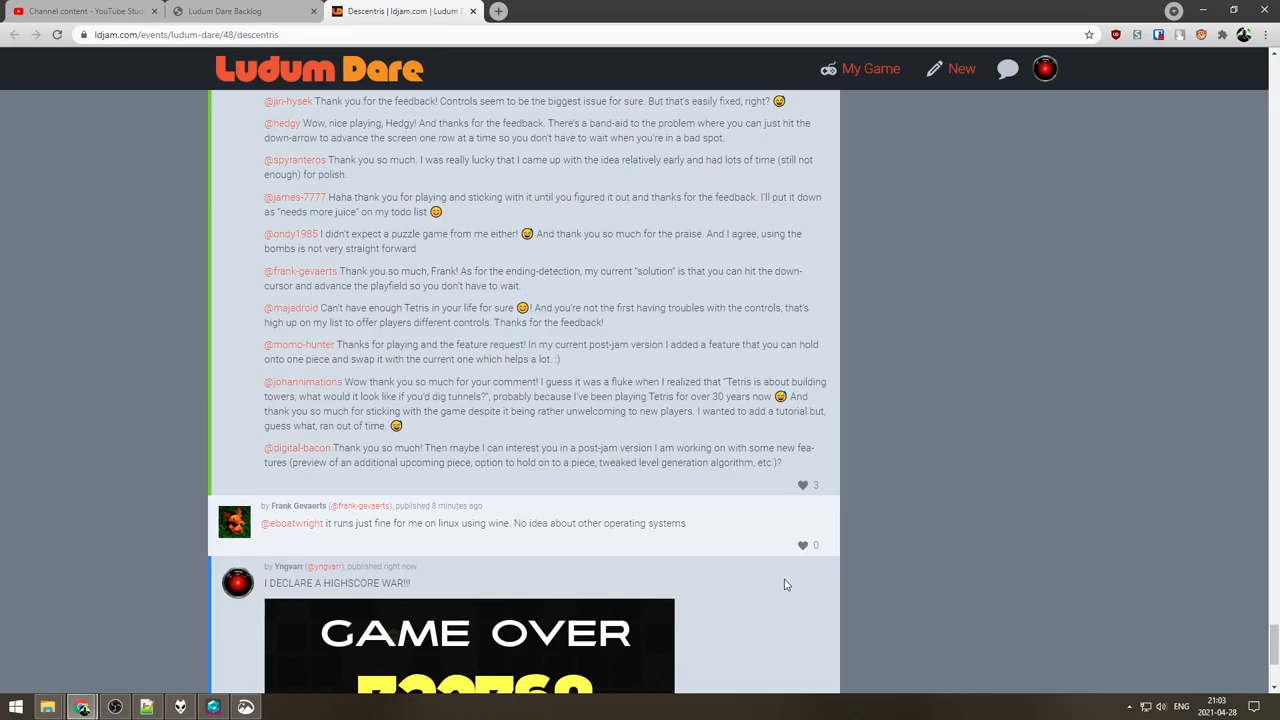 Channel content - YouTube Stu
Ludum Dare Backlog
Descentris | ldjam.com | Ludum D
ldjam.com/events/ludum-dare/48/descentris
Ludum Dare
My Game
New
@jiri-hysek Thank you for the feedback! Controls seem to be the biggest issue for sure. But that's easily fixed, right?
@hedgy Wow, nice playing, Hedgy! And thanks for the feedback. There's a band-aid to the problem where you can just hit the
down-arrow to advance the screen one row at a time so you don't have to wait when you're in a bad spot.
@spyranteros Thank you so much. I was really lucky that I came up with the idea relatively early and had lots of time (still not
enough) for polish.
@james-7777 Haha thank you for playing and sticking with it until you figured it out and thanks for the feedback. I'll put it down
as "needs more juice" on my todo list
@ondy1985 I didn't expect a puzzle game from me either! And thank you so much for the praise. And I agree, using the
bombs is not very straight forward
@frank-gevaerts Thank you so much, Frank! As for the ending-detection, my current "solution" is that you can hit the down-
cursor and advance the playfield so you don't have to wait.
@majadroid Can't have enough Tetris in your life for sure ! And you're not the first having troubles with the controls, that's
high up on my list to offer players different controls. Thanks for the feedback!
@momo-hunter Thanks for playing and the feature request! In my current post-jam version I added a feature that you can hold
onto one piece and swap it with the current one which helps a lot. :)
@johannimations Wow thank you so much for your comment! I guess it was a fluke when I realized that "Tetris is about building
towers, what would it look like if you'd dig tunnels?", probably because I've been playing Tetris for over 30 years now And
thank you so much for sticking with the game despite it being rather unwelcoming to new players. I wanted to add a tutorial but,
guess what, ran out of time.
@digital-bacon Thank you so much! Then maybe I can interest you in a post-jam version I am working on with some new fea-
tures (preview of an additional upcoming piece, option to hold on to a piece, tweaked level generation algorithm, etc.)?
3
by Frank Gevaerts (@frank-gevaerts), published 8 minutes ago
@eboatwright it runs just fine for me on linux using wine. No idea about other operating systems
0
by Yngvarr (@yngvarr), published right now
I DECLARE A HIGHSCORE WAR!!!
GAME OVER
ENG
21:03
2021-04-28